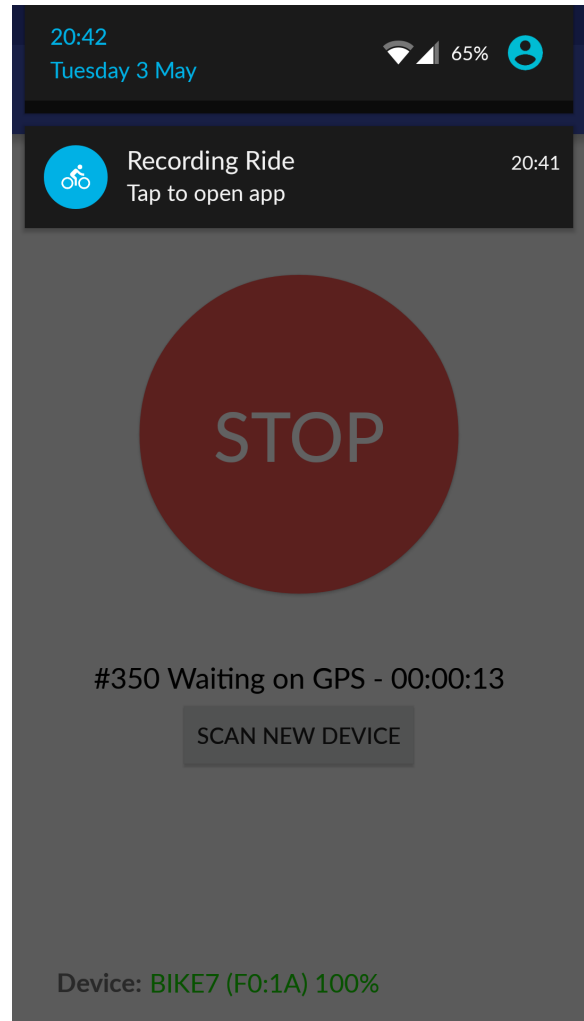 20:42
65%
Tuesday 3 May
Recording Ride
20:41
Tap to open app
STOP
#350 Waiting on GPS - 00:00:13
SCAN NEW DEVICE
Device: BIKE7 (F0:1A) 100%